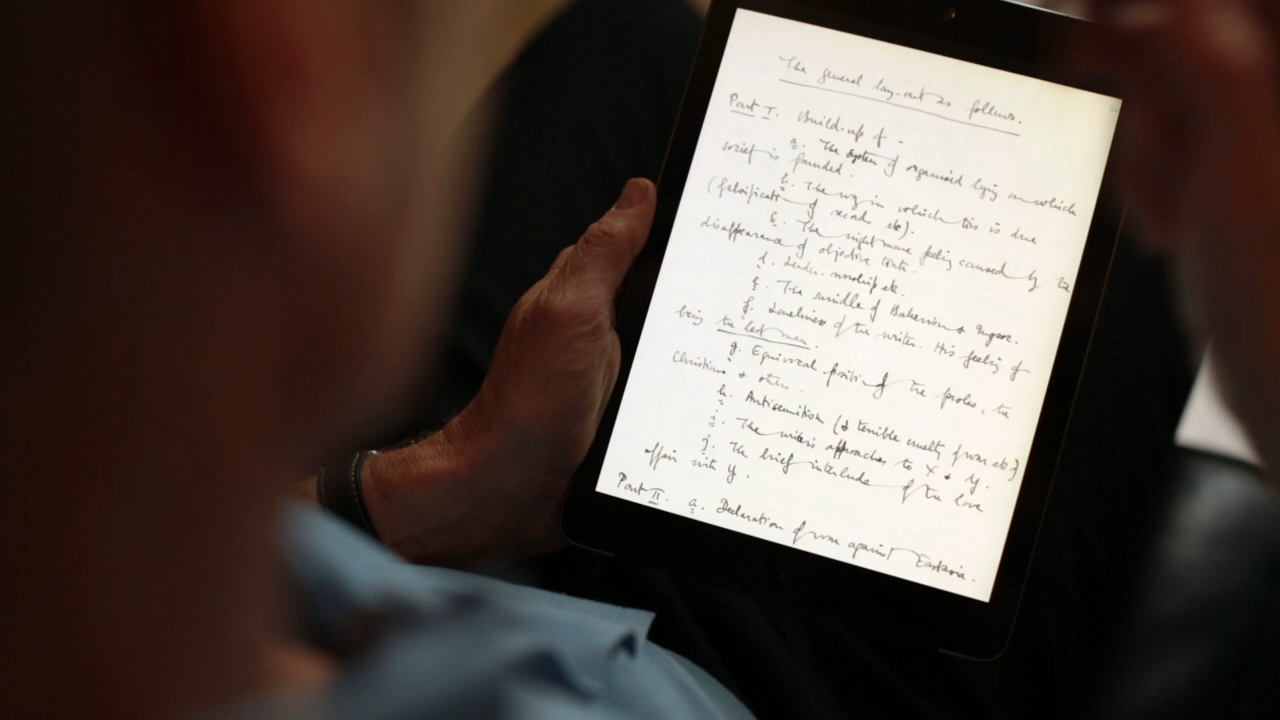 The general lay-out as follows.
Part I. Build-up of -
a. The system of organised lying on which
society is founded.
b. The way in which this is done
(falsification of records etc).
c. The nightmare feeling caused by the
disappearance of objective truth.
d. Leader-worship etc.
e. The swindle of Bakerism & Ingsoc.
f. Loneliness of the writer. His feeling of
being the last man.
g. Equivocal position of the proles, the
Christians & others.
h. Antisemitism (& terrible cruelty of war etc.)
i. The writer's approaches to X & Y.
j. The brief interlude of the love
affair with Y.
Part II. a. Declaration of war against Eastasia.